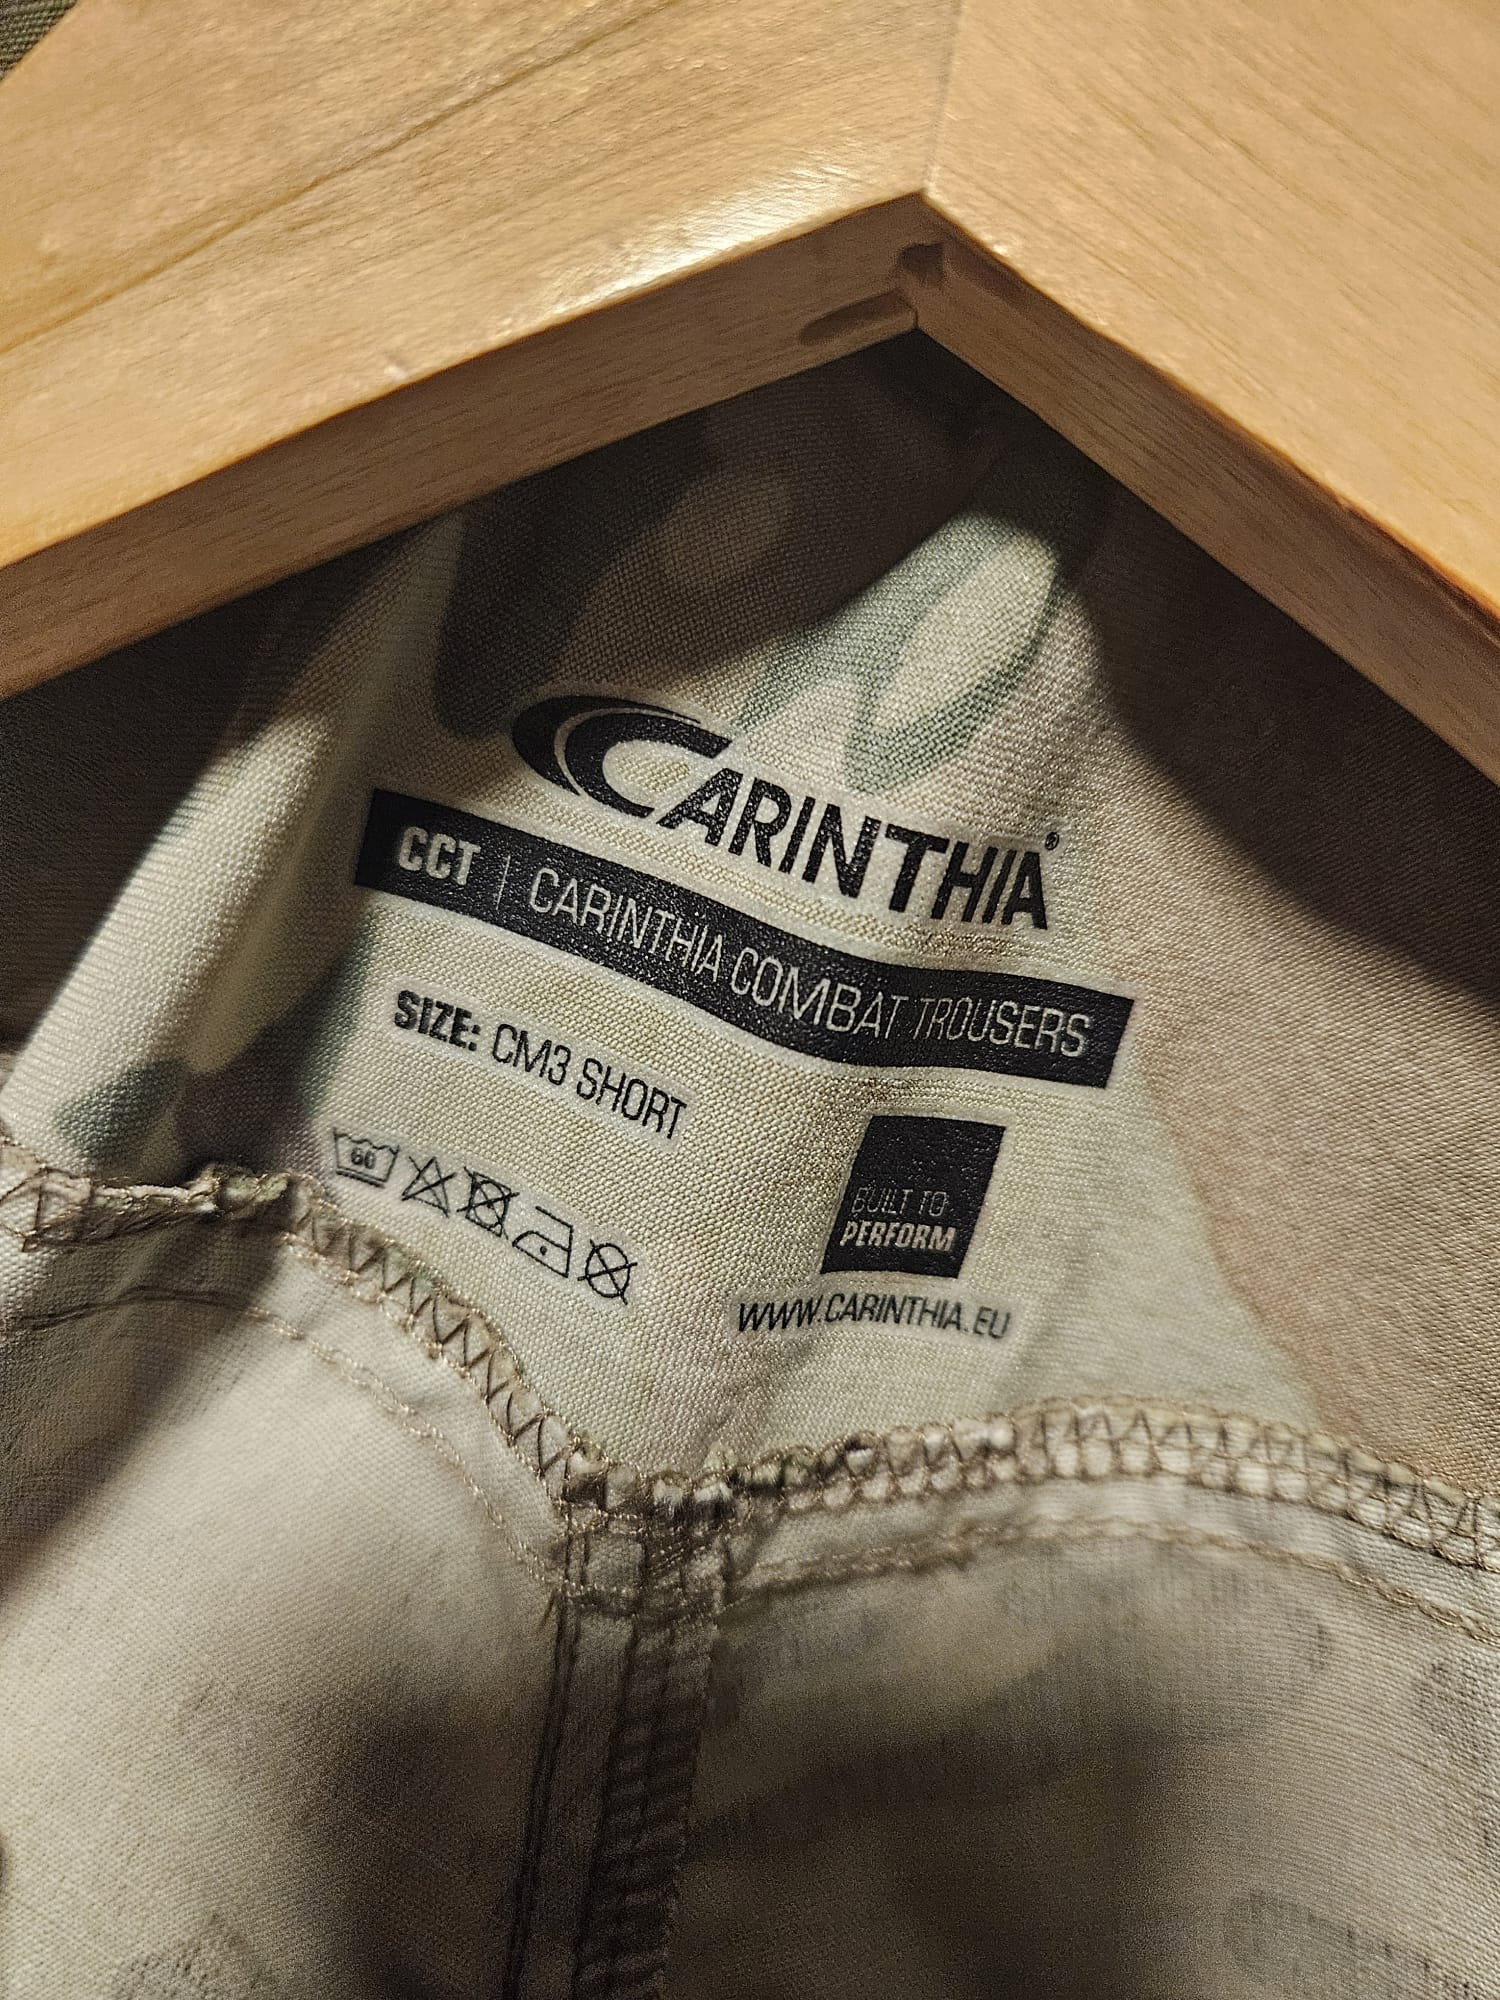 CARINTHIA®
CCT | CARINTHIA COMBAT TROUSERS
SIZE: CM3 SHORT
60
BUILT TO
PERFORM
WWW.CARINTHIA.EU